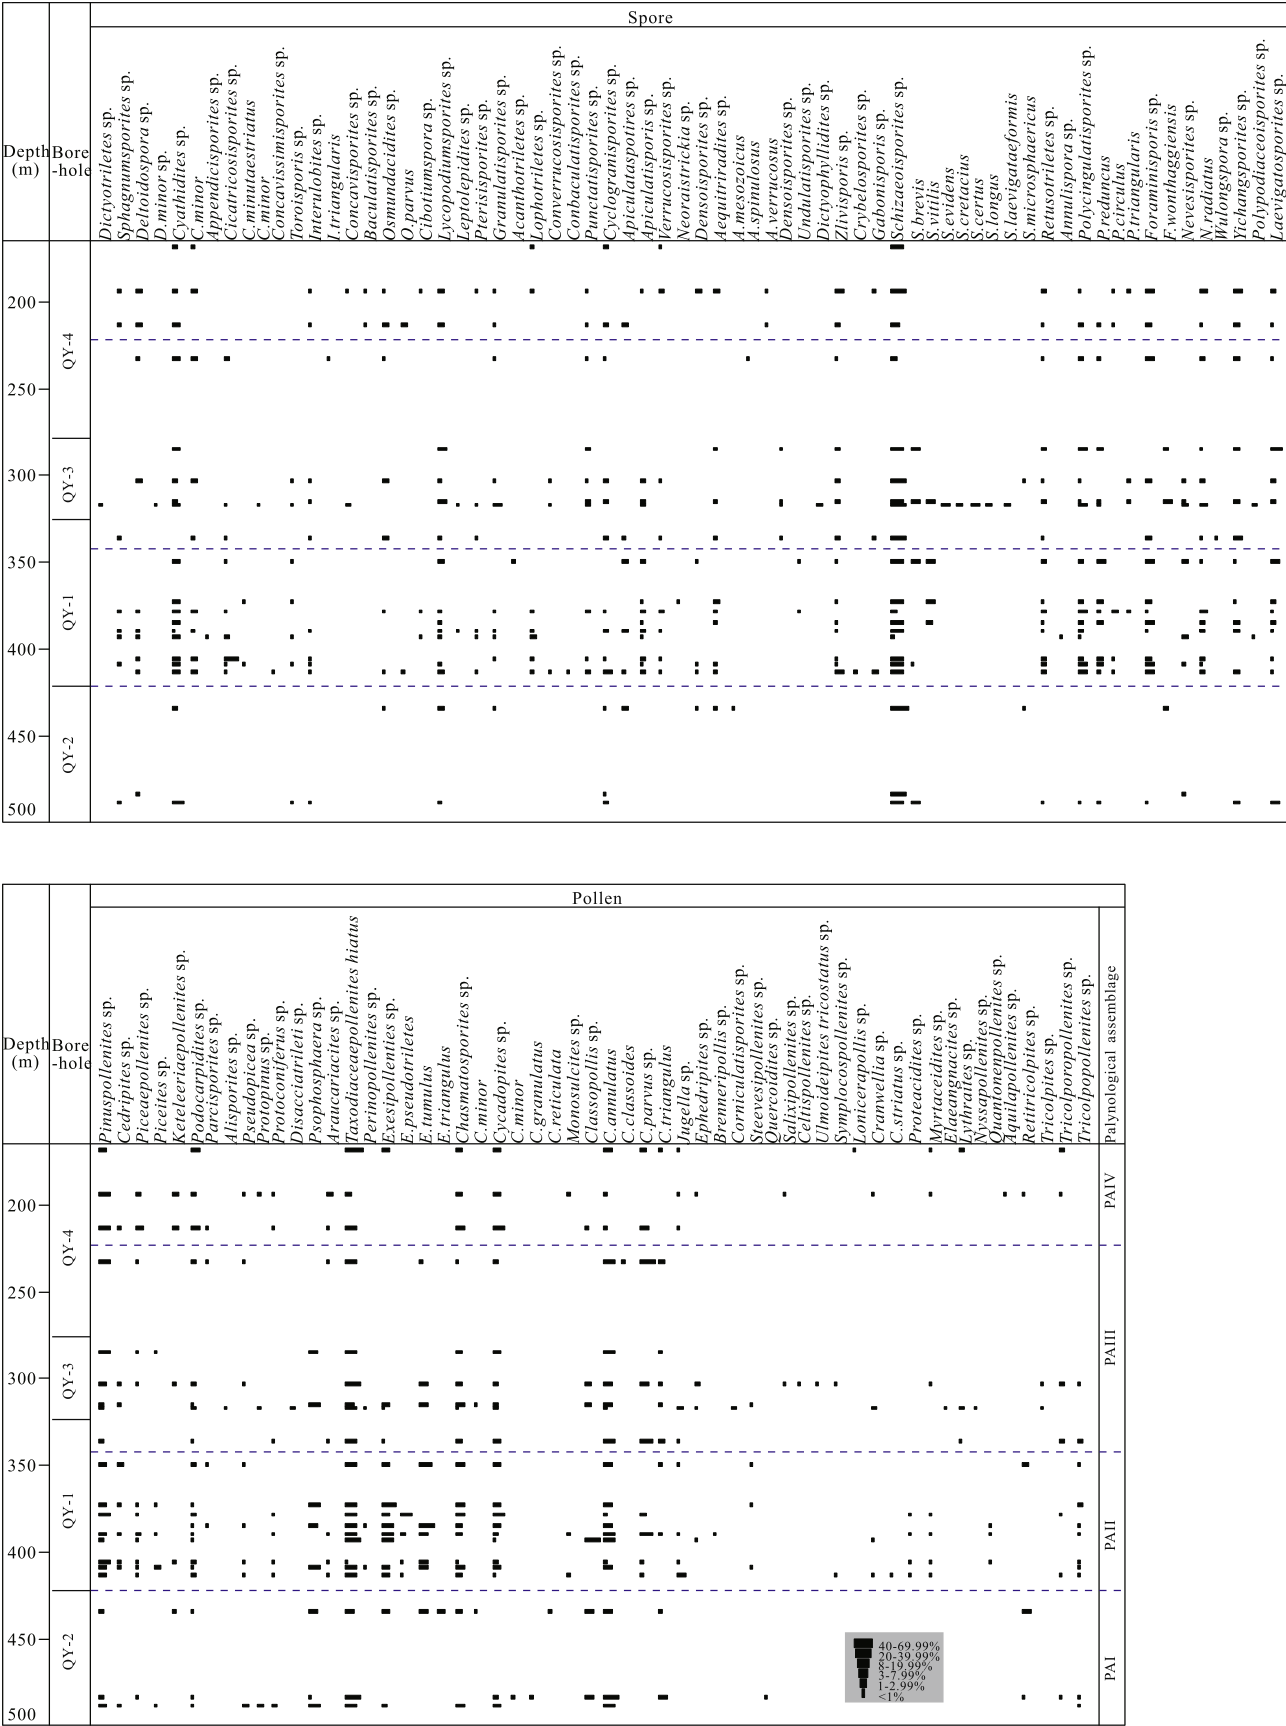 Spore
Depth
(m)
Bore
-hole
Dictyotriletes sp.
Sphagnumsporites sp.
Deltoidospora sp.
D.minor sp.
Cyathidites sp.
C.minor
Appendicisporites sp.
Cicatricosisporites sp.
C.minutaestriatus
C.minor
Concavissimisporites sp.
Toroisporis sp.
Interulobites sp.
I.triangularis
Concavisporites sp.
Baculatisporites sp.
Osmundacidites sp.
O.parvus
Cibotiumspora sp.
Lycopodiumsporites sp.
Leptolepidites sp.
Pterisisporites sp.
Granulatisporites sp.
Acanthotriletes sp.
Lophotriletes sp.
Converrucosisporites sp.
Conbaculatisporites sp.
Punctatisporites sp.
Cyclogranisporites sp.
Apiculatasporites sp.
Apiculatisporis sp.
Verrucosisporites sp.
Neoraistrickia sp.
Densoisporites sp.
Aequitriradites sp.
A.mesozoicus
A.spinulosus
A.verrucosus
Densoisporites sp.
Undulatisporites sp.
Dictyophyllidites sp.
Zlivisporis sp.
Crybelosporites sp.
Gabonisporis sp.
Schizaeoisporites sp.
S.brevis
S.vitilis
S.evidens
S.cretacius
S.certus
S.longus
S.laevigataeformis
S.microsphaericus
Retusotriletes sp.
Annulispora sp.
Polycingulatisporites sp.
P.reduncus
P.circulus
P.triangularis
Foraminisporis sp.
F.wonthaggiensis
Nevesisporites sp.
N.radiatus
Wulongspora sp.
Yichangsporites sp.
Polypodiaceoisporites sp.
Laevigatosporites sp.
200
250
300
350
400
450
500
QY-4
QY-3
QY-1
QY-2
Pollen
Depth
(m)
Bore
-hole
Pinuspollenites sp.
Cedripites sp.
Piceaepollenites sp.
Piceites sp.
Keteleeriaepollenites sp.
Podocarpidites sp.
Parcisporites sp.
Alisporites sp.
Pseudopicea sp.
Protopinus sp.
Protoconiferus sp.
Disacciatrileti sp.
Psophosphaera sp.
Araucariacites sp.
Taxodiaceaepollenites hiatus
Perinopollenites sp.
Exesipollenties sp.
E.pseudotriletes
E.tumulus
E.triangulus
Chasmatosporites sp.
C.minor
Cycadopites sp.
C.minor
C.granulatus
C.reticulata
Monosulcites sp.
Classopollis sp.
C.annulatus
C.classoides
C.parvus sp.
C.triangulus
Jugella sp.
Ephedripites sp.
Brenneripollis sp.
Corniculatisporites sp.
Steevesipollenites sp.
Quercoidites sp.
Salixipollenites sp.
Celtispollenites sp.
Ulmoideipites tricostatus sp.
Symplocospollenites sp.
Lonicerapollis sp.
Cranwellia sp.
C.striatus sp.
Proteacidites sp.
Myrtaceidites sp.
Elaeagnacites sp.
Lythraites sp.
Nyssapollenites sp.
Quantonenpollenites sp.
Aquilapollenites sp.
Retitricolpites sp.
Tricolpites sp.
Tricolporopollenites sp.
Tricolpopollenites sp.
Palynological assemblage
200
250
300
350
400
450
500
QY-4
QY-3
QY-1
QY-2
PAIV
PAIII
PAII
PAI
40-69.99%
20-39.99%
8-19.99%
3-7.99%
1-2.99%
<1%